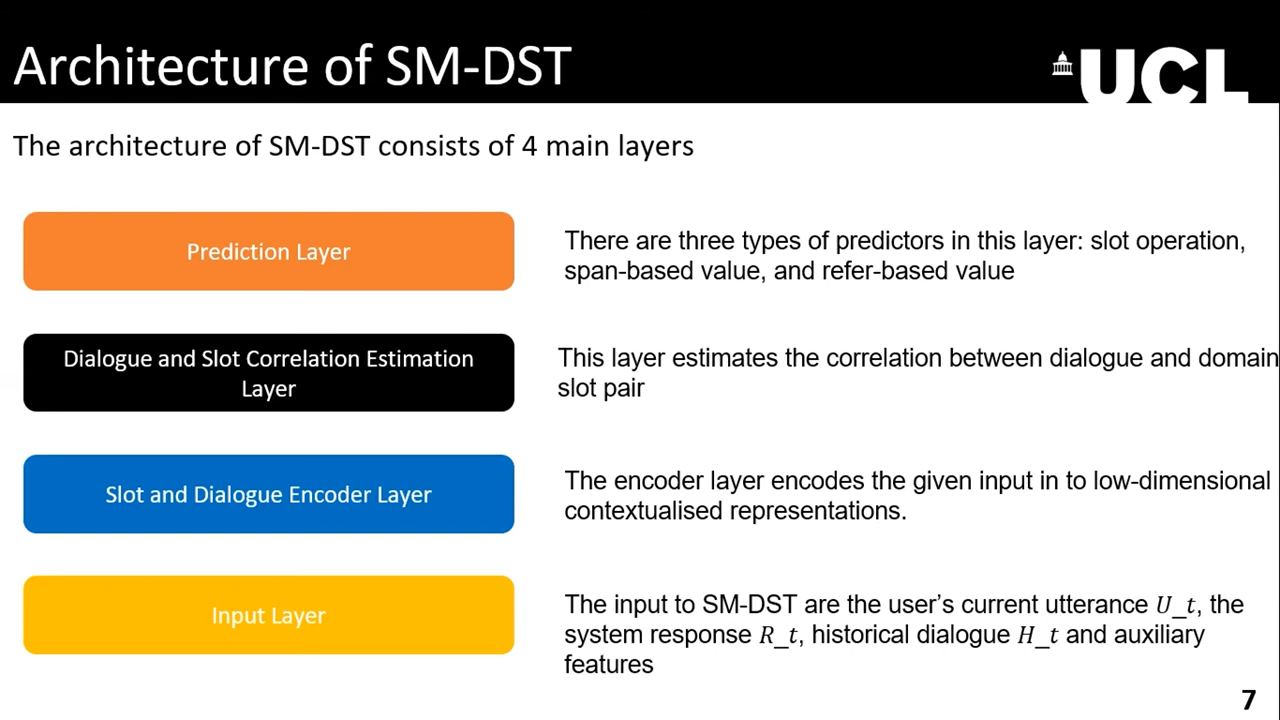 Architecture of SM-DST
UCL
The architecture of SM-DST consists of 4 main layers
Prediction Layer
There are three types of predictors in this layer: slot operation,
span-based value, and refer-based value
Dialogue and Slot Correlation Estimation
Layer
This layer estimates the correlation between dialogue and domain
slot pair
Slot and Dialogue Encoder Layer
The encoder layer encodes the given input in to low-dimensional
contextualised representations.
Input Layer
The input to SM-DST are the user’s current utterance U_t, the
system response R_t, historical dialogue H_t and auxiliary
features
7